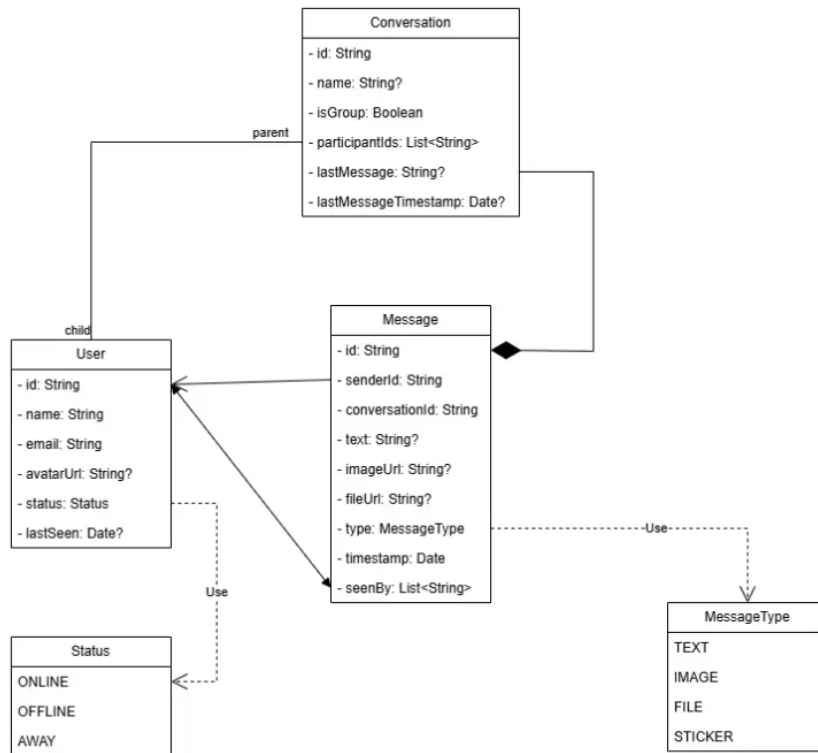 Conversation
- id: String
- name: String?
- isGroup: Boolean
- participantIds: List<String>
- lastMessage: String?
- lastMessageTimestamp: Date?
parent
child
User
- id: String
- name: String
- email: String
- avatarUrl: String?
- status: Status
- lastSeen: Date?
Message
- id: String
- senderId: String
- conversationId: String
- text: String?
- imageUrl: String?
- fileUrl: String?
- type: MessageType
- timestamp: Date
- seenBy: List<String>
Use
Use
Status
ONLINE
OFFLINE
AWAY
MessageType
TEXT
IMAGE
FILE
STICKER